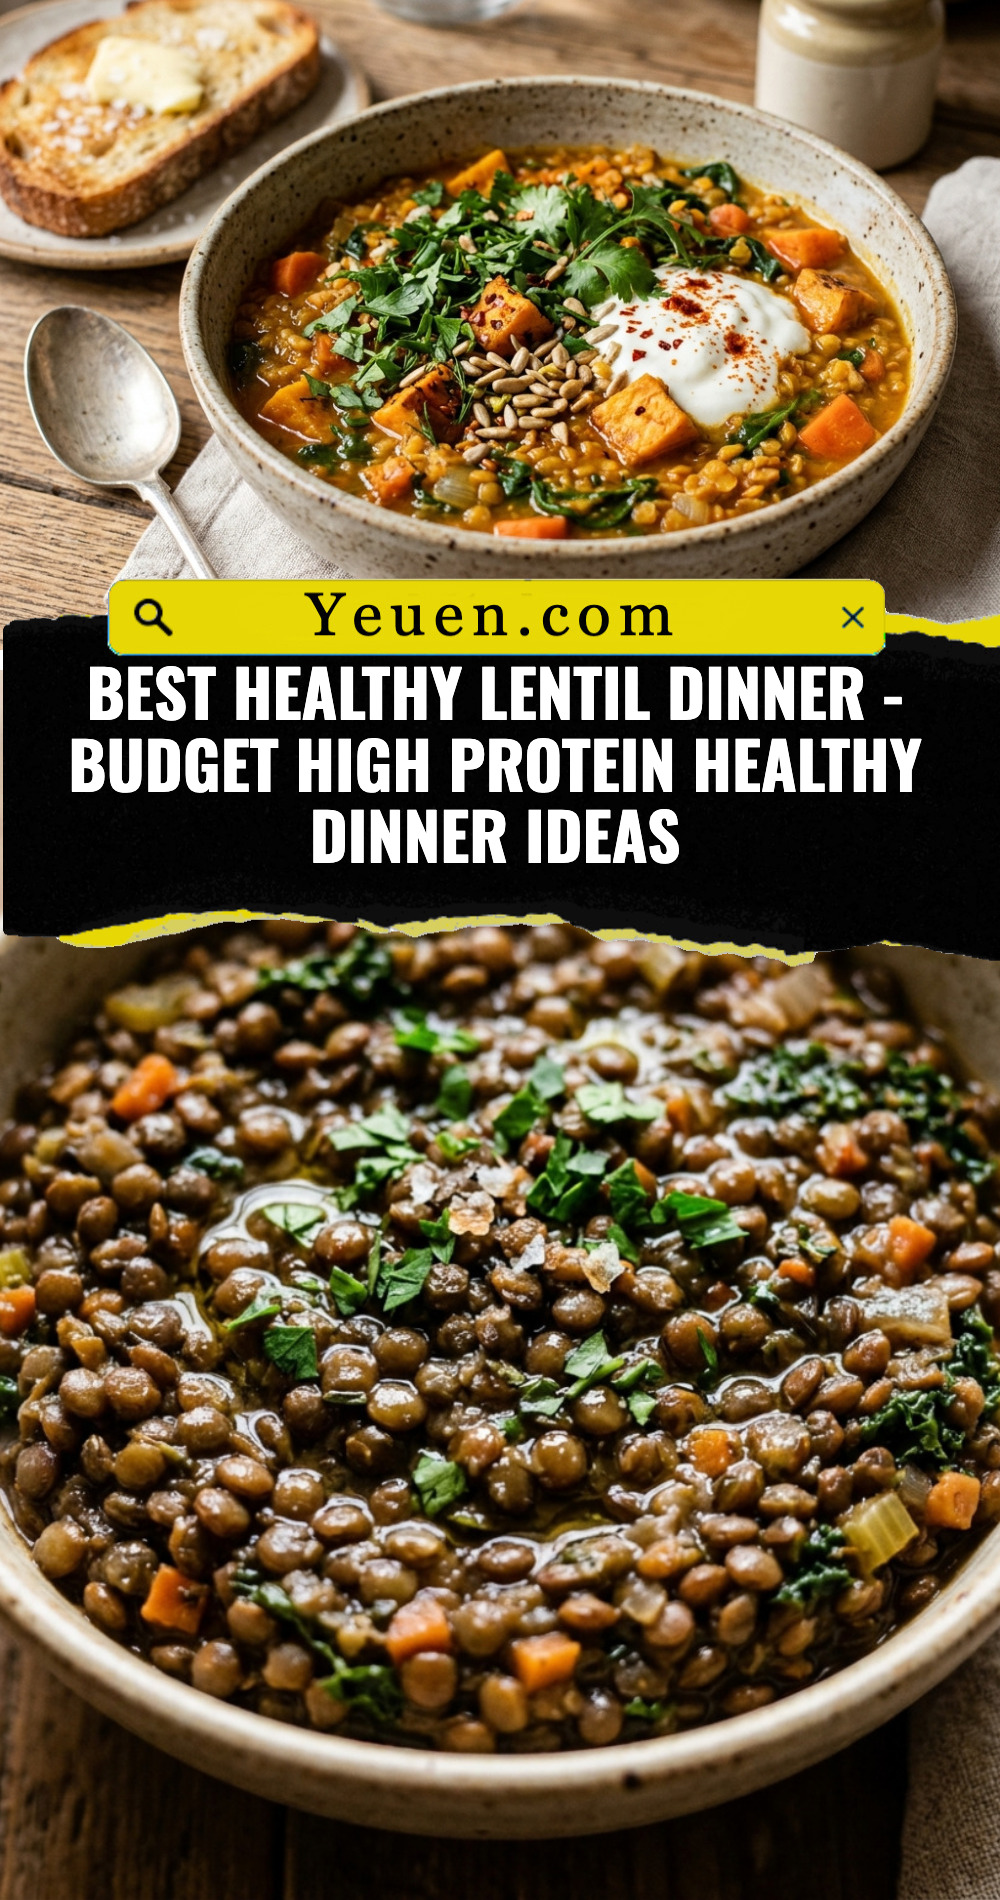 Yeuen.com
BEST HEALTHY LENTIL DINNER -
BUDGET HIGH PROTEIN HEALTHY
DINNER IDEAS